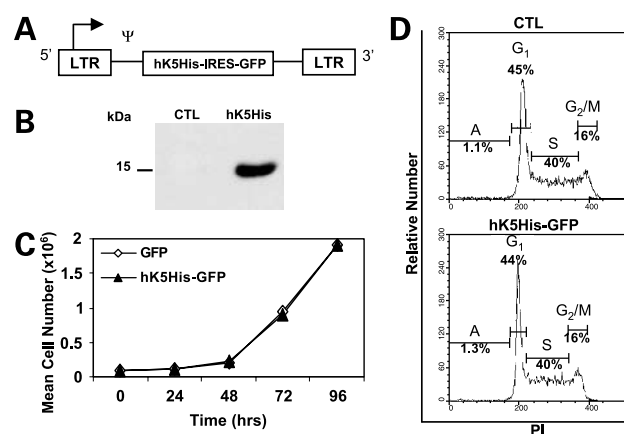 A
5' LTR Ψ hK5His-IRES-GFP LTR 3'
B
kDa CTL hK5His
15
C
Mean Cell Number (x10⁶)
2
1
1
0
0
GFP
hK5His-GFP
0 24 48 72 96
Time (hrs)
D
CTL
Relative Number
300
240
180
120
60
0
G₁
45%
A
1.1%
S
40%
G₂/M
16%
200 400
hK5His-GFP
300
240
180
120
60
0
G₁
44%
A
1.3%
S
40%
G₂/M
16%
0 200 400
PI